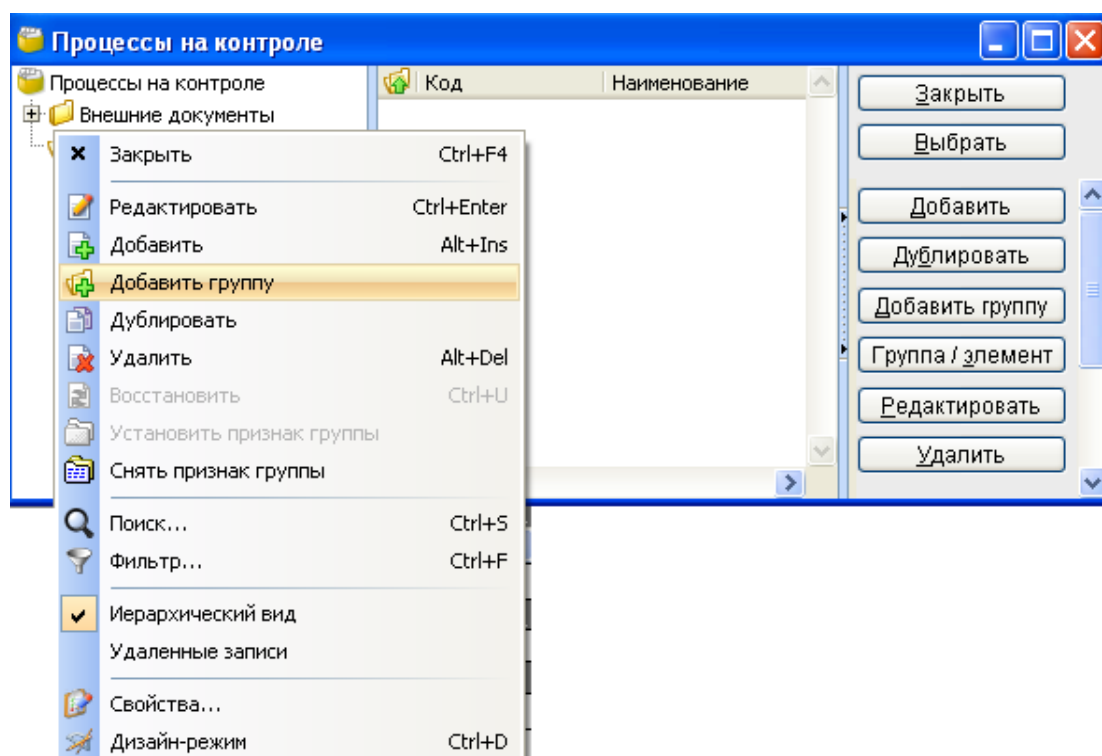 Процессы на контроле
Процессы на контроле
Внешние документы
Код Наименование
Закрыть
Выбрать
Добавить
Дублировать
Добавить группу
Группа / элемент
Редактировать
Удалить
Закрыть Ctrl+F4
Редактировать Ctrl+Enter
Добавить Alt+Ins
Добавить группу
Дублировать
Удалить Alt+Del
Восстановить Ctrl+U
Установить признак группы
Снять признак группы
Поиск... Ctrl+S
Фильтр... Ctrl+F
Иерархический вид
Удаленные записи
Свойства...
Дизайн-режим Ctrl+D